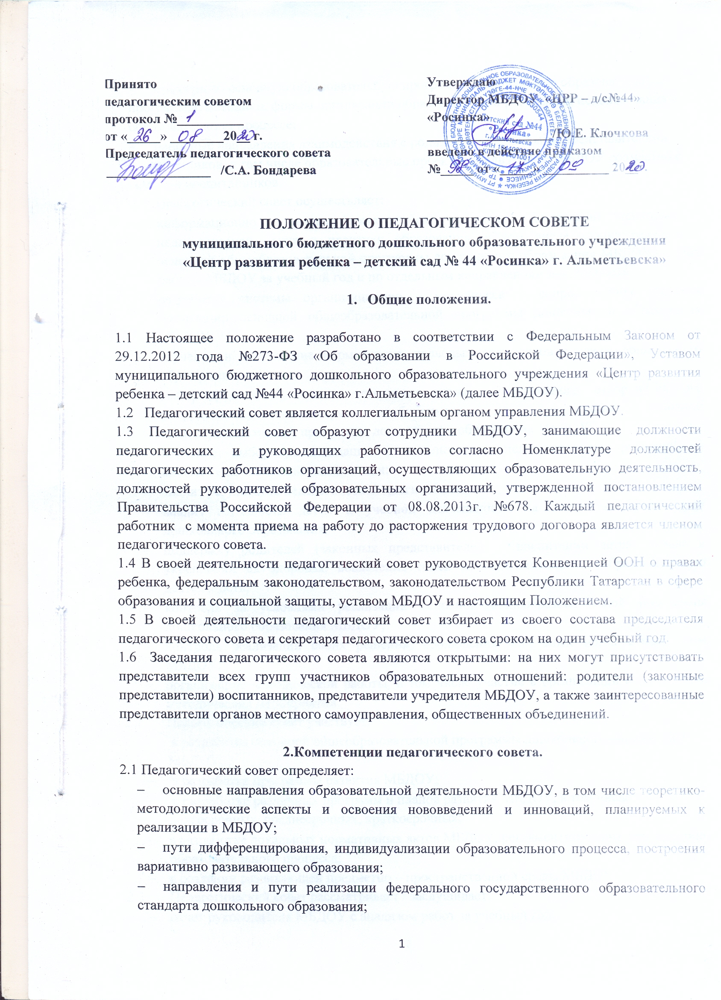 Принято
педагогическим советом
протокол № 1
от « 26 » 08 2020 г.
Председатель педагогического совета
/С.А. Бондарева
Утверждаю
Директор МБДОУ «ЦРР – д/с№44»
«Росинка»
/Ю.Е. Клочкова
введено в действие приказом
№ 98 от « 17 » 09 2020 г.
Детский сад №44
«Росинка»
г.Альметьевска
ПОЛОЖЕНИЕ О ПЕДАГОГИЧЕСКОМ СОВЕТЕ
муниципального бюджетного дошкольного образовательного учреждения
«Центр развития ребенка – детский сад № 44 «Росинка» г. Альметьевска»
1. Общие положения.
1.1 Настоящее положение разработано в соответствии с Федеральным Законом от
29.12.2012 года №273-ФЗ «Об образовании в Российской Федерации», Уставом
муниципального бюджетного дошкольного образовательного учреждения «Центр развития
ребенка – детский сад №44 «Росинка» г.Альметьевска» (далее МБДОУ).
1.2 Педагогический совет является коллегиальным органом управления МБДОУ.
1.3 Педагогический совет образуют сотрудники МБДОУ, занимающие должности
педагогических и руководящих работников согласно Номенклатуре должностей
педагогических работников организаций, осуществляющих образовательную деятельность,
должностей руководителей образовательных организаций, утвержденной постановлением
Правительства Российской Федерации от 08.08.2013г. №678. Каждый педагогический
работник с момента приема на работу до расторжения трудового договора является членом
педагогического совета.
1.4 В своей деятельности педагогический совет руководствуется Конвенцией ООН о правах
ребенка, федеральным законодательством, законодательством Республики Татарстан в сфере
образования и социальной защиты, уставом МБДОУ и настоящим Положением.
1.5 В своей деятельности педагогический совет избирает из своего состава председателя
педагогического совета и секретаря педагогического совета сроком на один учебный год.
1.6 Заседания педагогического совета являются открытыми: на них могут присутствовать
представители всех групп участников образовательных отношений: родители (законные
представители) воспитанников, представители учредителя МБДОУ, а также заинтересованные
представители органов местного самоуправления, общественных объединений.
2.Компетенции педагогического совета.
2.1 Педагогический совет определяет:
– основные направления образовательной деятельности МБДОУ, в том числе теоретико-
методологические аспекты и освоения нововведений и инноваций, планируемых к
реализации в МБДОУ;
– пути дифференцирования, индивидуализации образовательного процесса, построения
вариативно развивающего образования;
– направления и пути реализации федерального государственного образовательного
стандарта дошкольного образования;
1